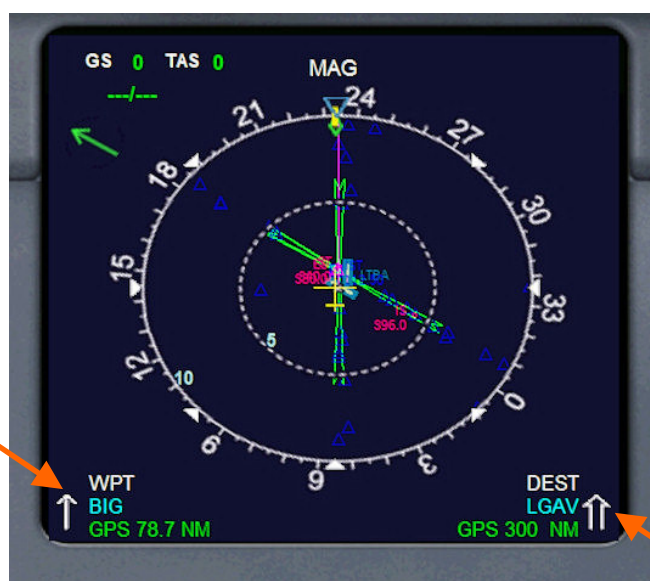 GS 0 TAS 0
MAG
---/---
21
24
27
18
30
15
33
12
0
6
3
9
LTBA
S96.0
5
10
WPT
BIG
GPS 78.7 NM
DEST
LGAV
GPS 300 NM